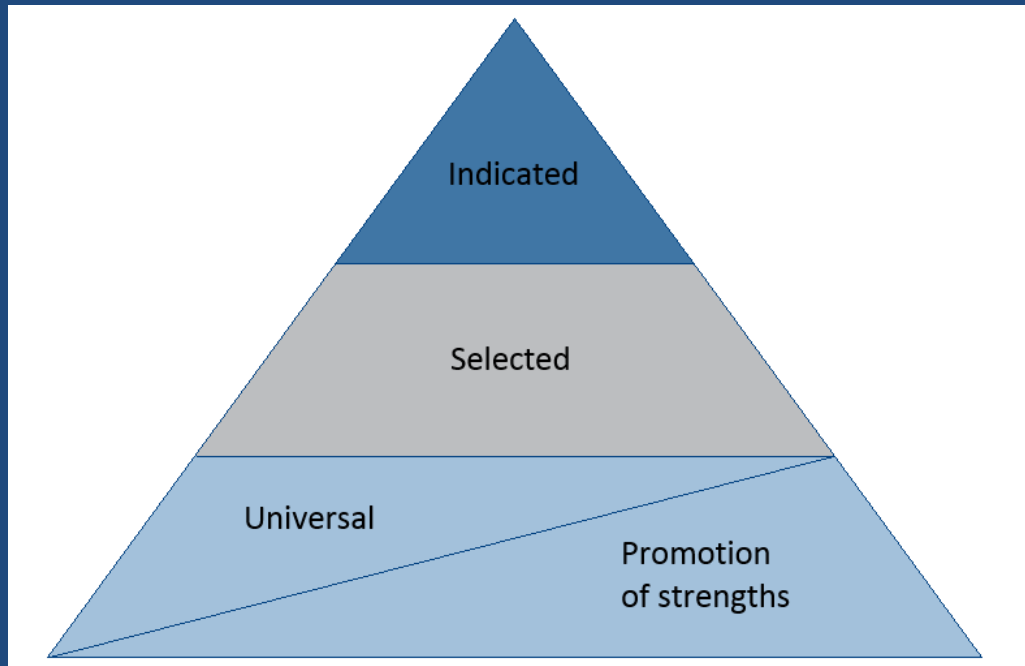 Indicated
Selected
Universal
Promotion
of strengths